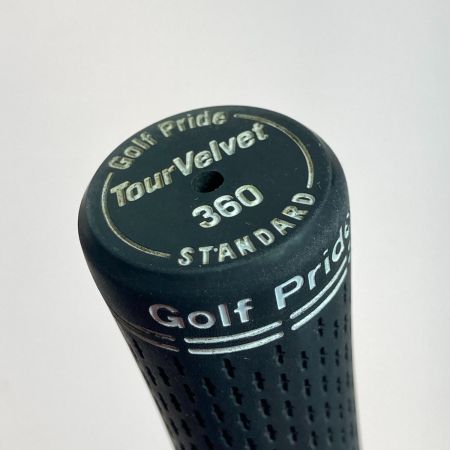 Golf Pride
TourVelvet
360
STANDARD
Golf Pride